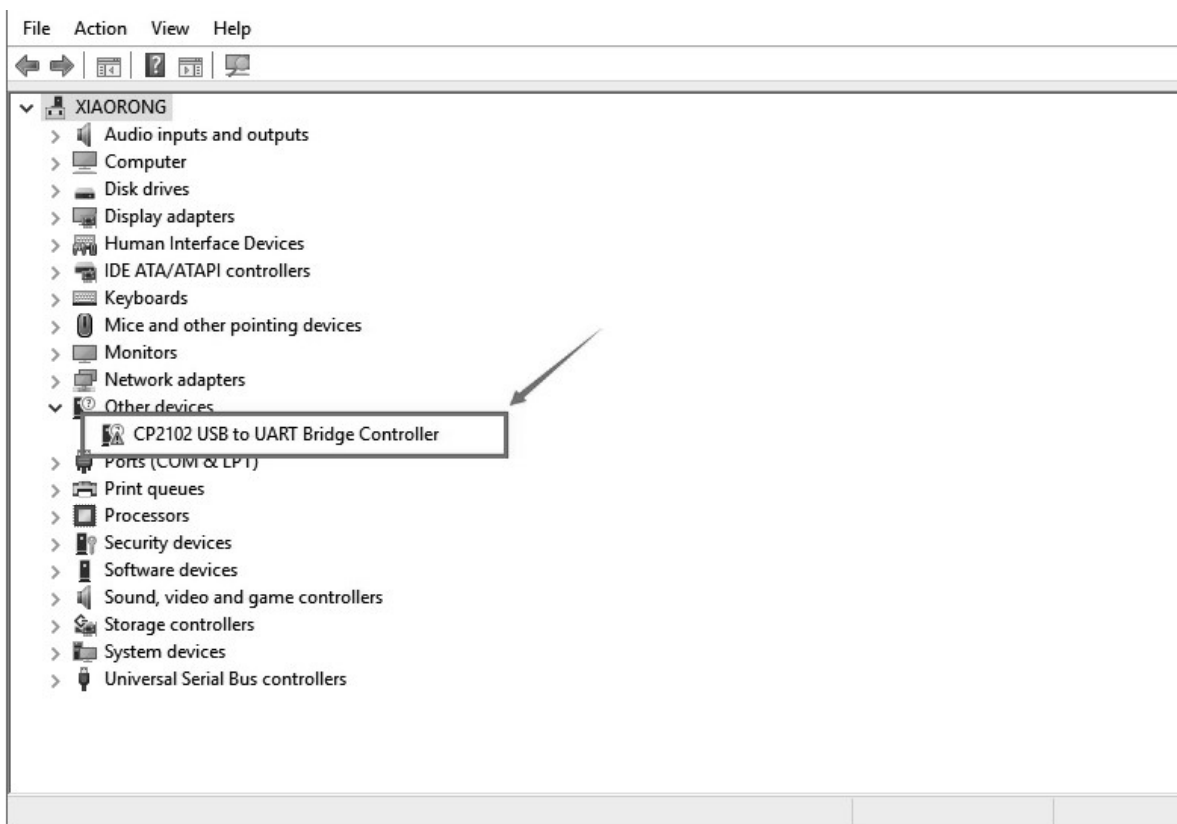 File Action View Help
XIAORONG
Audio inputs and outputs
Computer
Disk drives
Display adapters
Human Interface Devices
IDE ATA/ATAPI controllers
Keyboards
Mice and other pointing devices
Monitors
Network adapters
Other devices
CP2102 USB to UART Bridge Controller
Ports (COM & LPT)
Print queues
Processors
Security devices
Software devices
Sound, video and game controllers
Storage controllers
System devices
Universal Serial Bus controllers